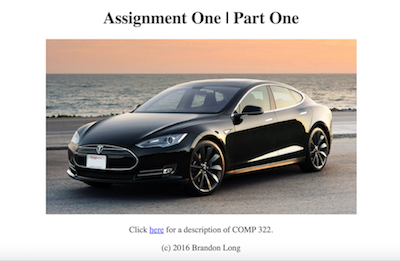 Assignment One | Part One
Click here for a description of COMP 322.
(c) 2016 Brandon Long